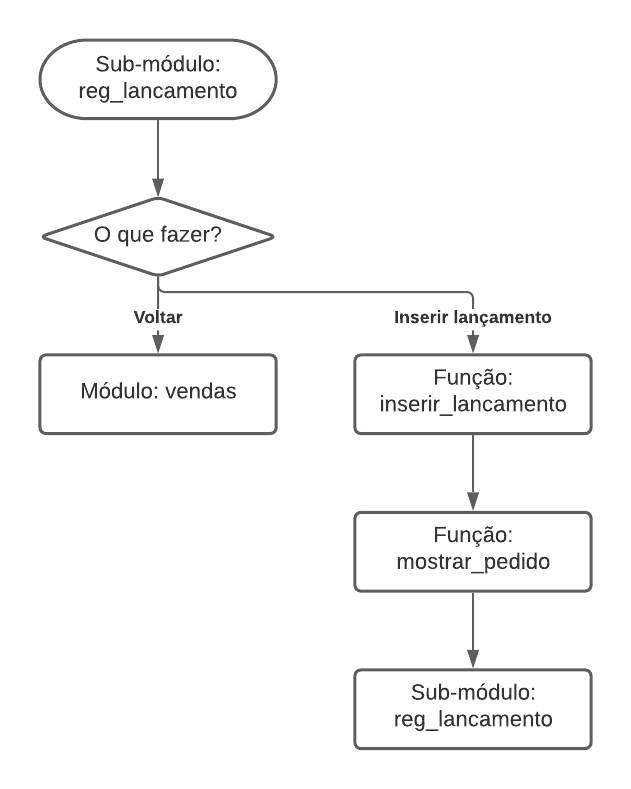 Sub-módulo:
reg_lancamento
O que fazer?
Voltar
Inserir lançamento
Módulo: vendas
Função:
inserir_lancamento
Função:
mostrar_pedido
Sub-módulo:
reg_lancamento